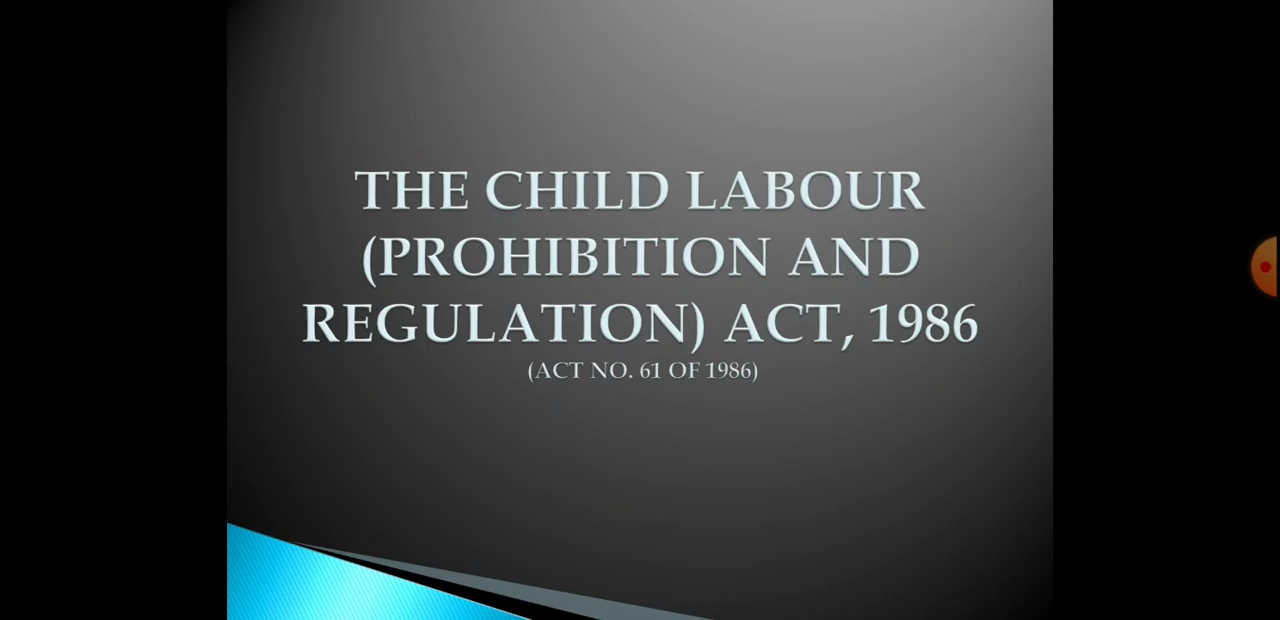 THE CHILD LABOUR
(PROHIBITION AND
REGULATION) ACT, 1986
(ACT NO. 61 OF 1986)